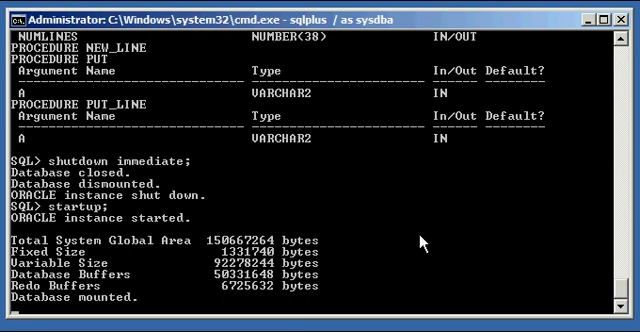 Administrator: C:\Windows\system32\cmd.exe - sqlplus / as sysdba
NUMLINES NUMBER(38) IN/OUT
PROCEDURE NEW_LINE
PROCEDURE PUT
Argument Name Type In/Out Default?
------------------------------ ----------------------- ------ --------
A VARCHAR2 IN
PROCEDURE PUT_LINE
Argument Name Type In/Out Default?
------------------------------ ----------------------- ------ --------
A VARCHAR2 IN
SQL> shutdown immediate;
Database closed.
Database dismounted.
ORACLE instance shut down.
SQL> startup;
ORACLE instance started.
Total System Global Area 150667264 bytes
Fixed Size 1331740 bytes
Variable Size 92278244 bytes
Database Buffers 50331648 bytes
Redo Buffers 6725632 bytes
Database mounted.